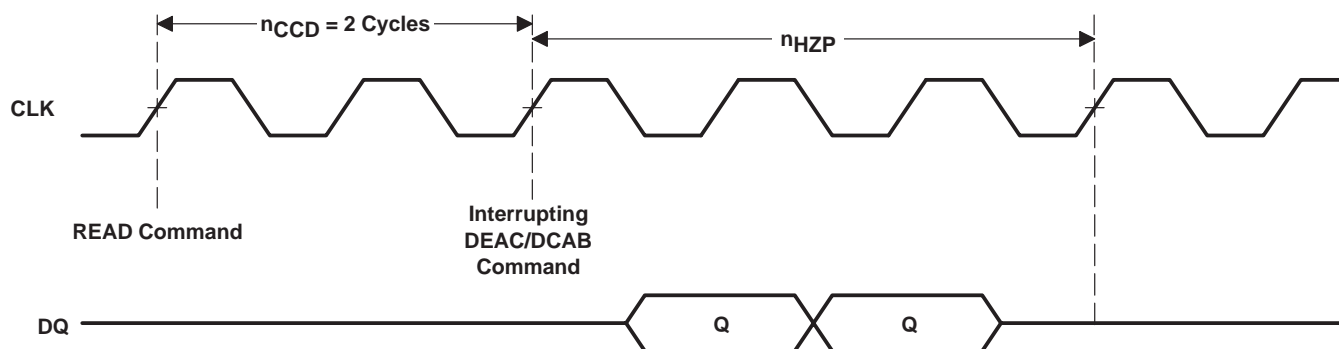 nCCD = 2 Cycles
nHZP
CLK
READ Command
Interrupting
DEAC/DCAB
Command
DQ
Q
Q